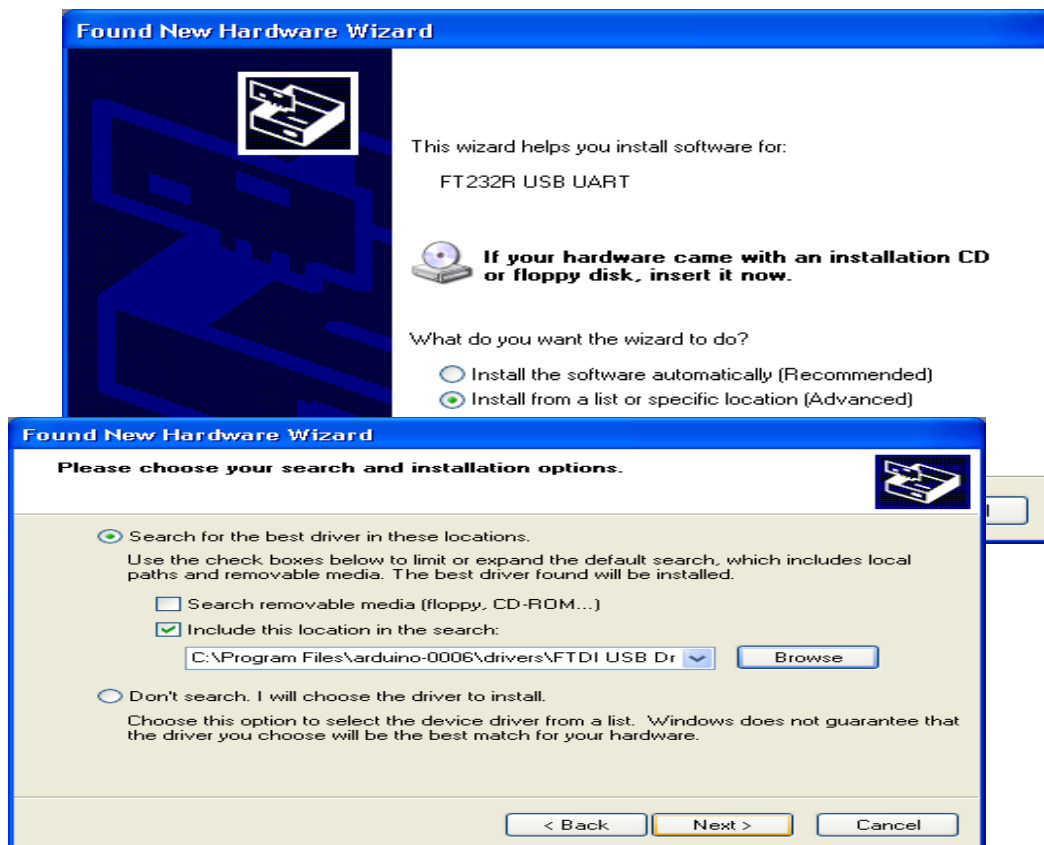 Found New Hardware Wizard
This wizard helps you install software for:
FT232R USB UART
If your hardware came with an installation CD
or floppy disk, insert it now.
What do you want the wizard to do?
Install the software automatically (Recommended)
Install from a list or specific location (Advanced)
Found New Hardware Wizard
Please choose your search and installation options.
Search for the best driver in these locations.
Use the check boxes below to limit or expand the default search, which includes local
paths and removable media. The best driver found will be installed.
Search removable media (floppy, CD-ROM...)
Include this location in the search:
C:\Program Files\arduino-0006\drivers\FTDI USB Dr
Browse
Don't search. I will choose the driver to install.
Choose this option to select the device driver from a list.  Windows does not guarantee that
the driver you choose will be the best match for your hardware.
< Back
Next >
Cancel